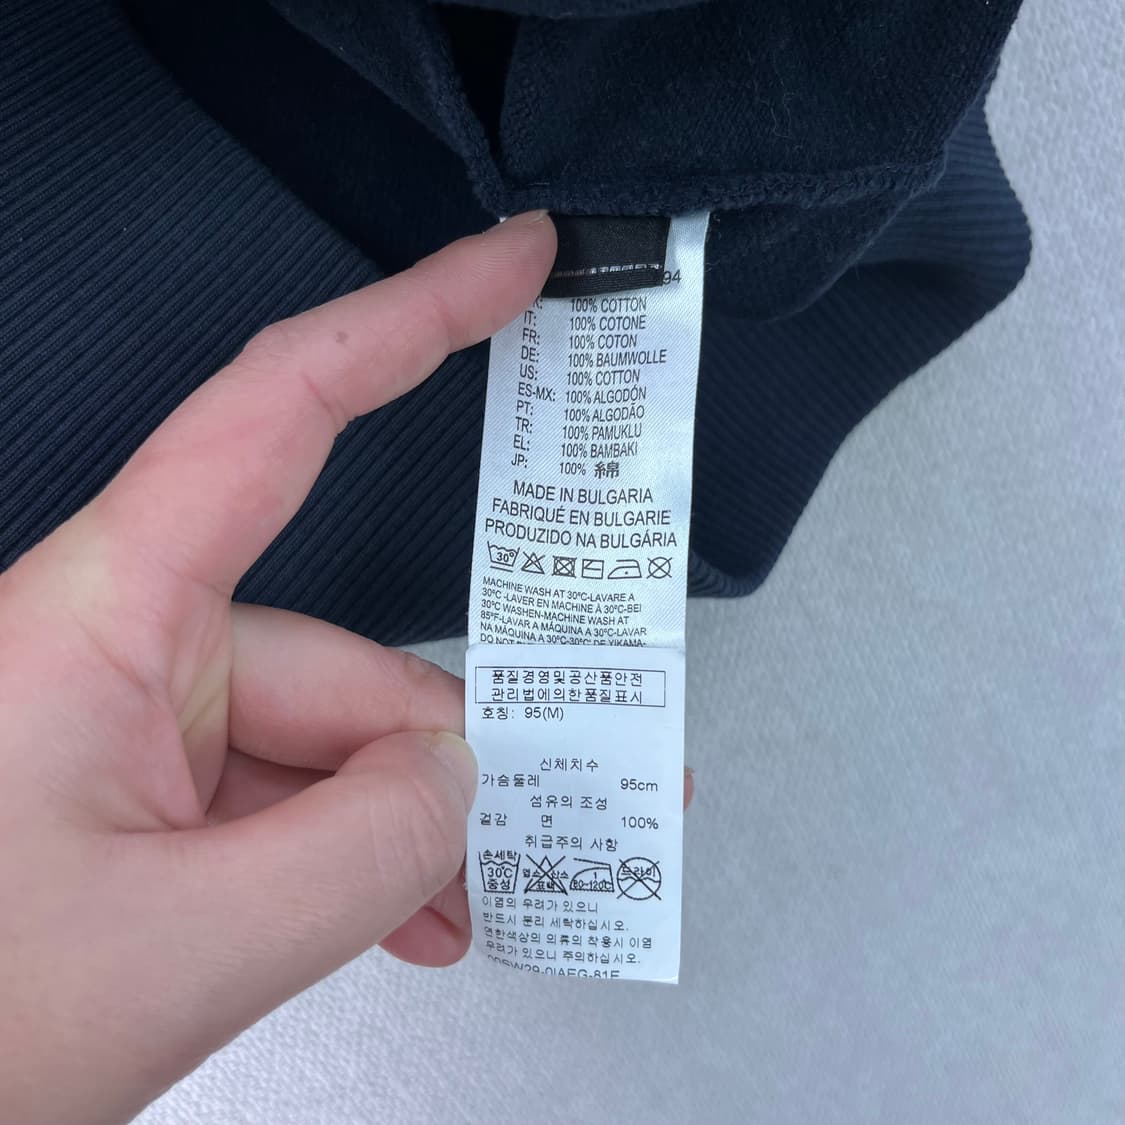 94
100% COTTON
IT: 100% COTONE
FR: 100% COTON
DE: 100% BAUMWOLLE
US: 100% COTTON
ES-MX: 100% ALGODÓN
PT: 100% ALGODÃO
TR: 100% PAMUKLU
EL: 100% BAMBAKI
JP: 100% 綿
MADE IN BULGARIA
FABRIQUÉ EN BULGARIE
PRODUZIDO NA BULGÁRIA
30°
MACHINE WASH AT 30°C-LAVARE A
30°C -LAVER EN MACHINE À 30°C-BEI
30°C WASHEN-MACHINE WASH AT
85°F-LAVAR A MÁQUINA A 30°C-LAVAR
NA MÁQUINA A 30°C-30°C' DE YIKAMA-
DO NOT
품질경영및공산품안전
관리법에의한품질표시
호칭: 95(M)
신체치수
가슴둘레 95cm
섬유의 조성
겉감 면 100%
취급주의 사항
손세탁
30℃
중성
염소 산소
표백
80~120℃
드라이
이염의 우려가 있으니
반드시 분리 세탁하십시오.
연한색상의 의류의 착용시 이염
우려가 있으니 주의하십시오.